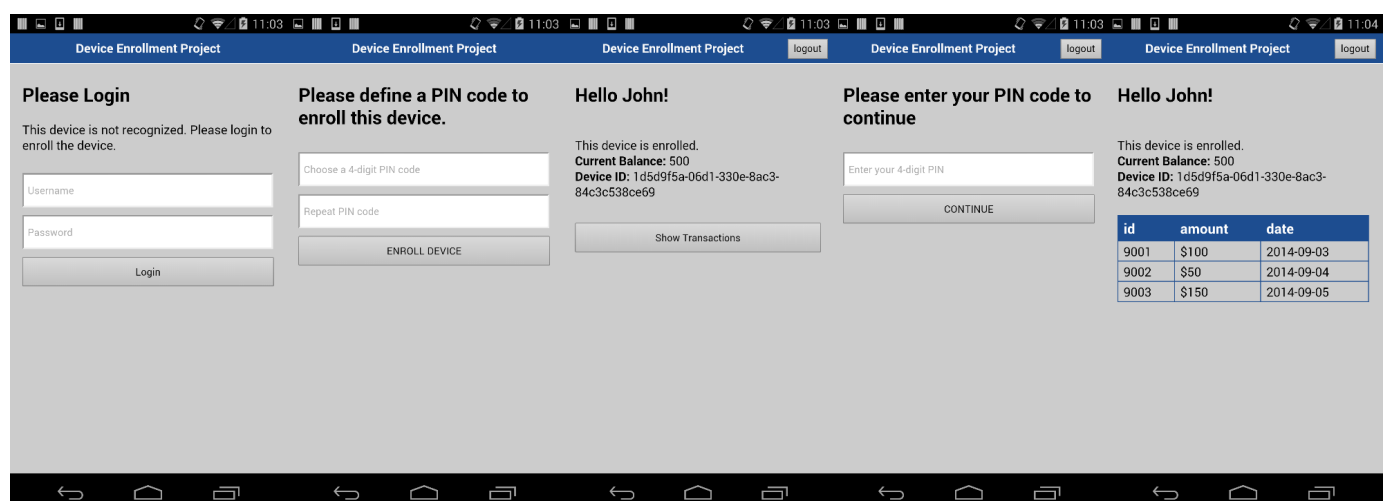 11:03
Device Enrollment Project
Please Login
This device is not recognized. Please login to
enroll the device.
Username
Password
Login
11:03
Device Enrollment Project
Please define a PIN code to
enroll this device.
Choose a 4-digit PIN code
Repeat PIN code
ENROLL DEVICE
11:03
Device Enrollment Project logout
Hello John!
This device is enrolled.
Current Balance: 500
Device ID: 1d5d9f5a-06d1-330e-8ac3-
84c3c538ce69
Show Transactions
11:03
Device Enrollment Project logout
Please enter your PIN code to
continue
Enter your 4-digit PIN
CONTINUE
11:04
Device Enrollment Project logout
Hello John!
This device is enrolled.
Current Balance: 500
Device ID: 1d5d9f5a-06d1-330e-8ac3-
84c3c538ce69
id amount date
9001 $100 2014-09-03
9002 $50 2014-09-04
9003 $150 2014-09-05